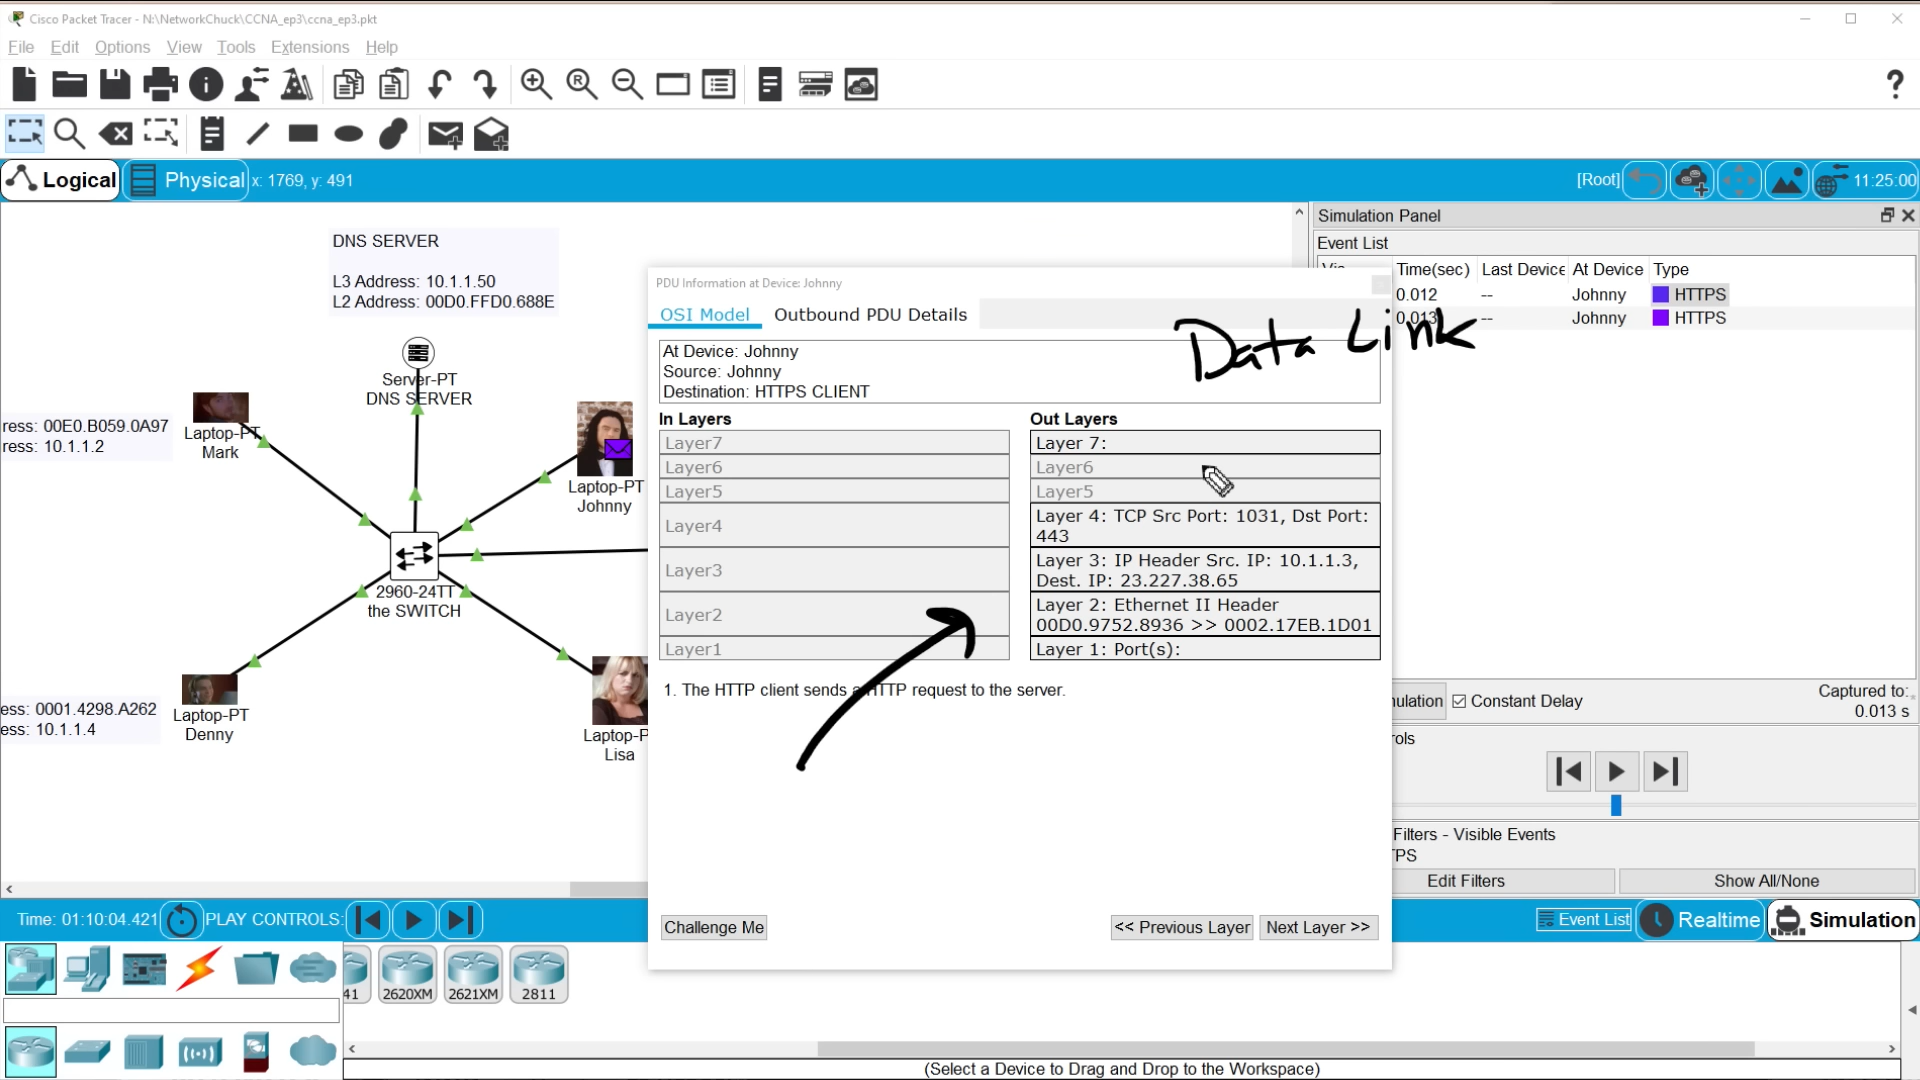 Cisco Packet Tracer - N:\NetworkChuck\CCNA_ep3\ccna_ep3.pkt
File Edit Options View Tools Extensions Help
?
Logical Physical x: 1769, y: 491
[Root] 11:25:00
DNS SERVER
L3 Address: 10.1.1.50
L2 Address: 00D0.FFD0.688E
Server-PT
DNS SERVER
ress: 00E0.B059.0A97
ress: 10.1.1.2
Laptop-PT
Mark
Laptop-PT
Johnny
2960-24TT
the SWITCH
ess: 0001.4298.A262
ess: 10.1.1.4
Laptop-PT
Denny
Laptop-P
Lisa
PDU Information at Device: Johnny
OSI Model Outbound PDU Details
Data Link
At Device: Johnny
Source: Johnny
Destination: HTTPS CLIENT
In Layers
Layer7
Layer6
Layer5
Layer4
Layer3
Layer2
Layer1
Out Layers
Layer 7:
Layer6
Layer5
Layer 4: TCP Src Port: 1031, Dst Port:
443
Layer 3: IP Header Src. IP: 10.1.1.3,
Dest. IP: 23.227.38.65
Layer 2: Ethernet II Header
00D0.9752.8936 >> 0002.17EB.1D01
Layer 1: Port(s):
1. The HTTP client sends a HTTP request to the server.
Challenge Me << Previous Layer Next Layer >>
Simulation Panel
Event List
Time(sec) Last Device At Device Type
0.012 -- Johnny HTTPS
0.013 -- Johnny HTTPS
ulation Constant Delay
Captured to:
0.013 s
rols
Filters - Visible Events
TPS
Edit Filters Show All/None
Time: 01:10:04.421 PLAY CONTROLS:
Event List Realtime Simulation
41 2620XM 2621XM 2811
(Select a Device to Drag and Drop to the Workspace)